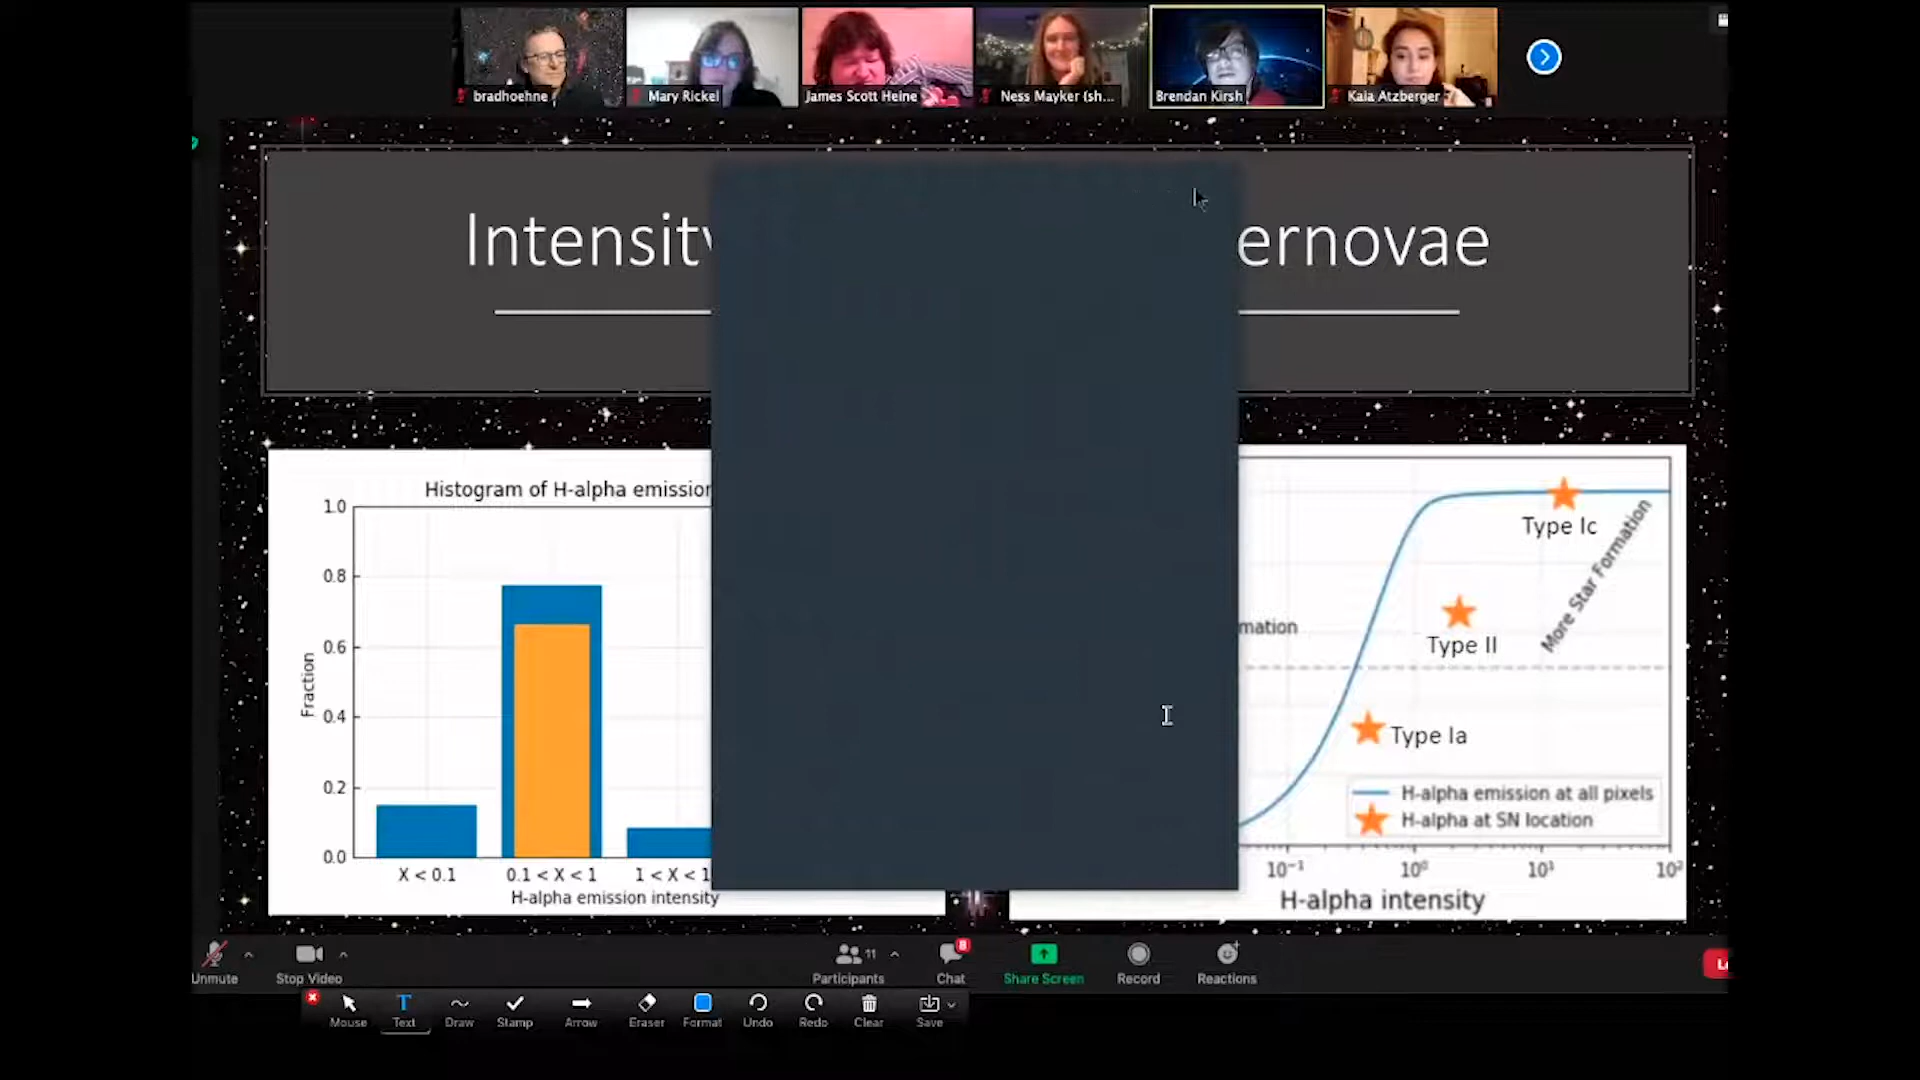 bradhoehne
Mary Rickel
James Scott Heine
Ness Mayker (sh...
Brendan Kirsh
Kaia Atzberger
Intensity
ernovae
Histogram of H-alpha emission
1.0
0.8
0.6
0.4
0.2
0.0
Fraction
X < 0.1
0.1 < X < 1
1 < X < 1
H-alpha emission intensity
Type Ic
More Star Formation
Type II
mation
Type Ia
H-alpha emission at all pixels
H-alpha at SN location
10⁻¹
10⁰
10¹
10²
H-alpha intensity
Unmute
Stop Video
11
Participants
8
Chat
Share Screen
Record
Reactions
Mouse
T
Text
Draw
Stamp
Arrow
Eraser
Format
Undo
Redo
Clear
Save